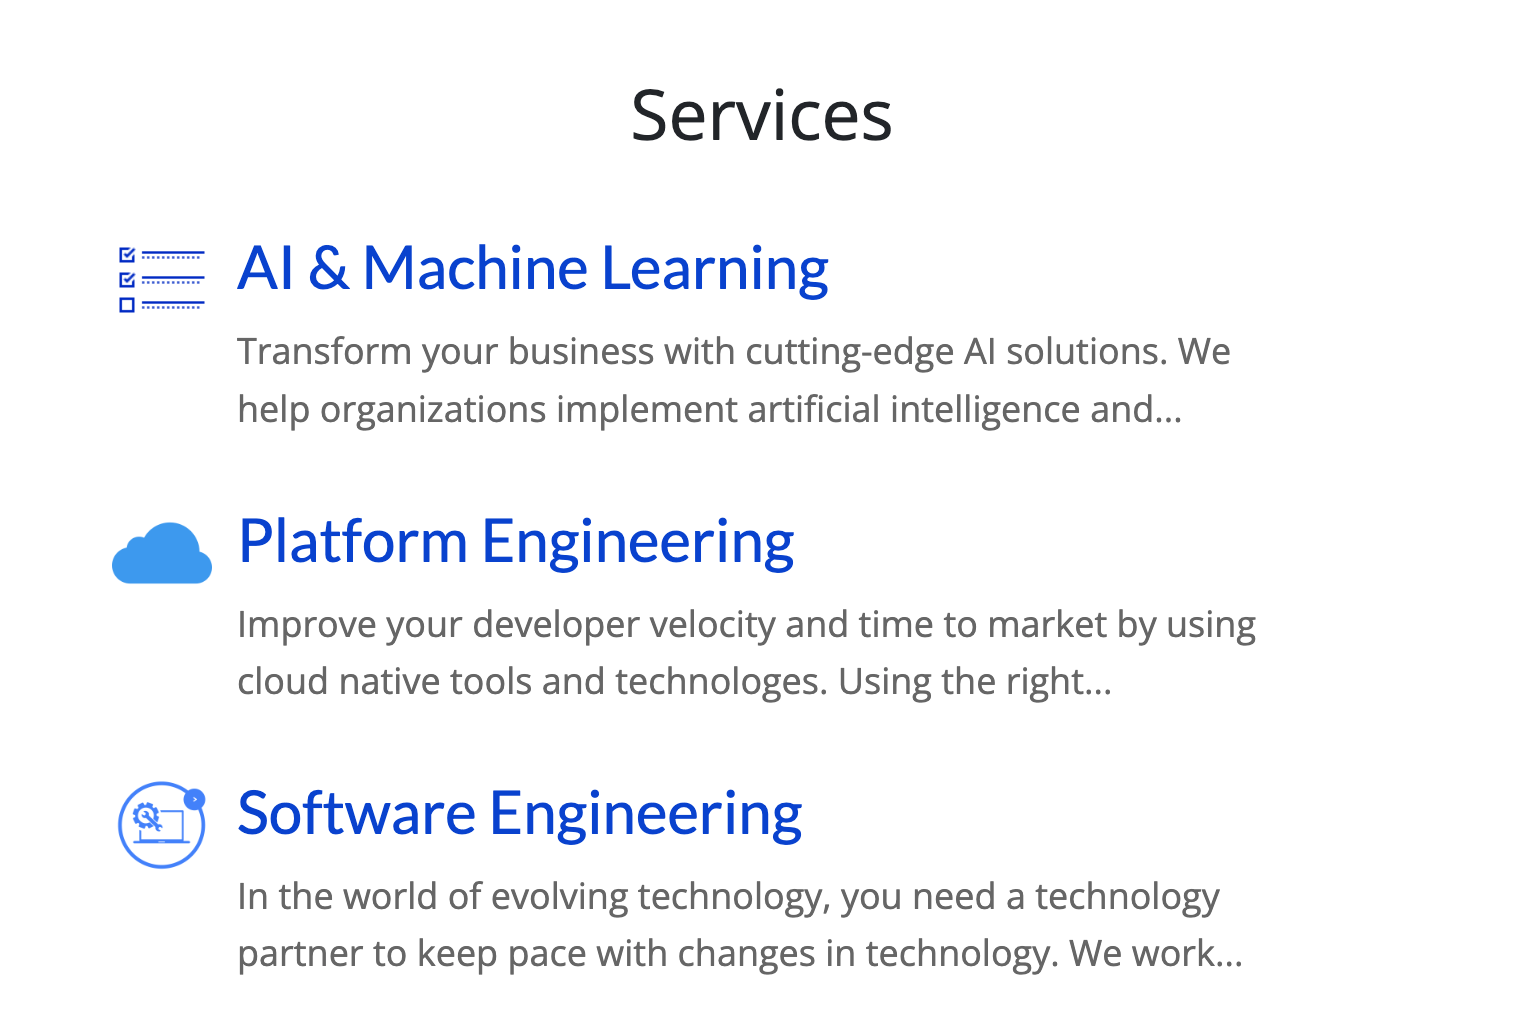 Services
AI & Machine Learning
Transform your business with cutting-edge AI solutions. We
help organizations implement artificial intelligence and...
Platform Engineering
Improve your developer velocity and time to market by using
cloud native tools and technologes. Using the right...
Software Engineering
In the world of evolving technology, you need a technology
partner to keep pace with changes in technology. We work...